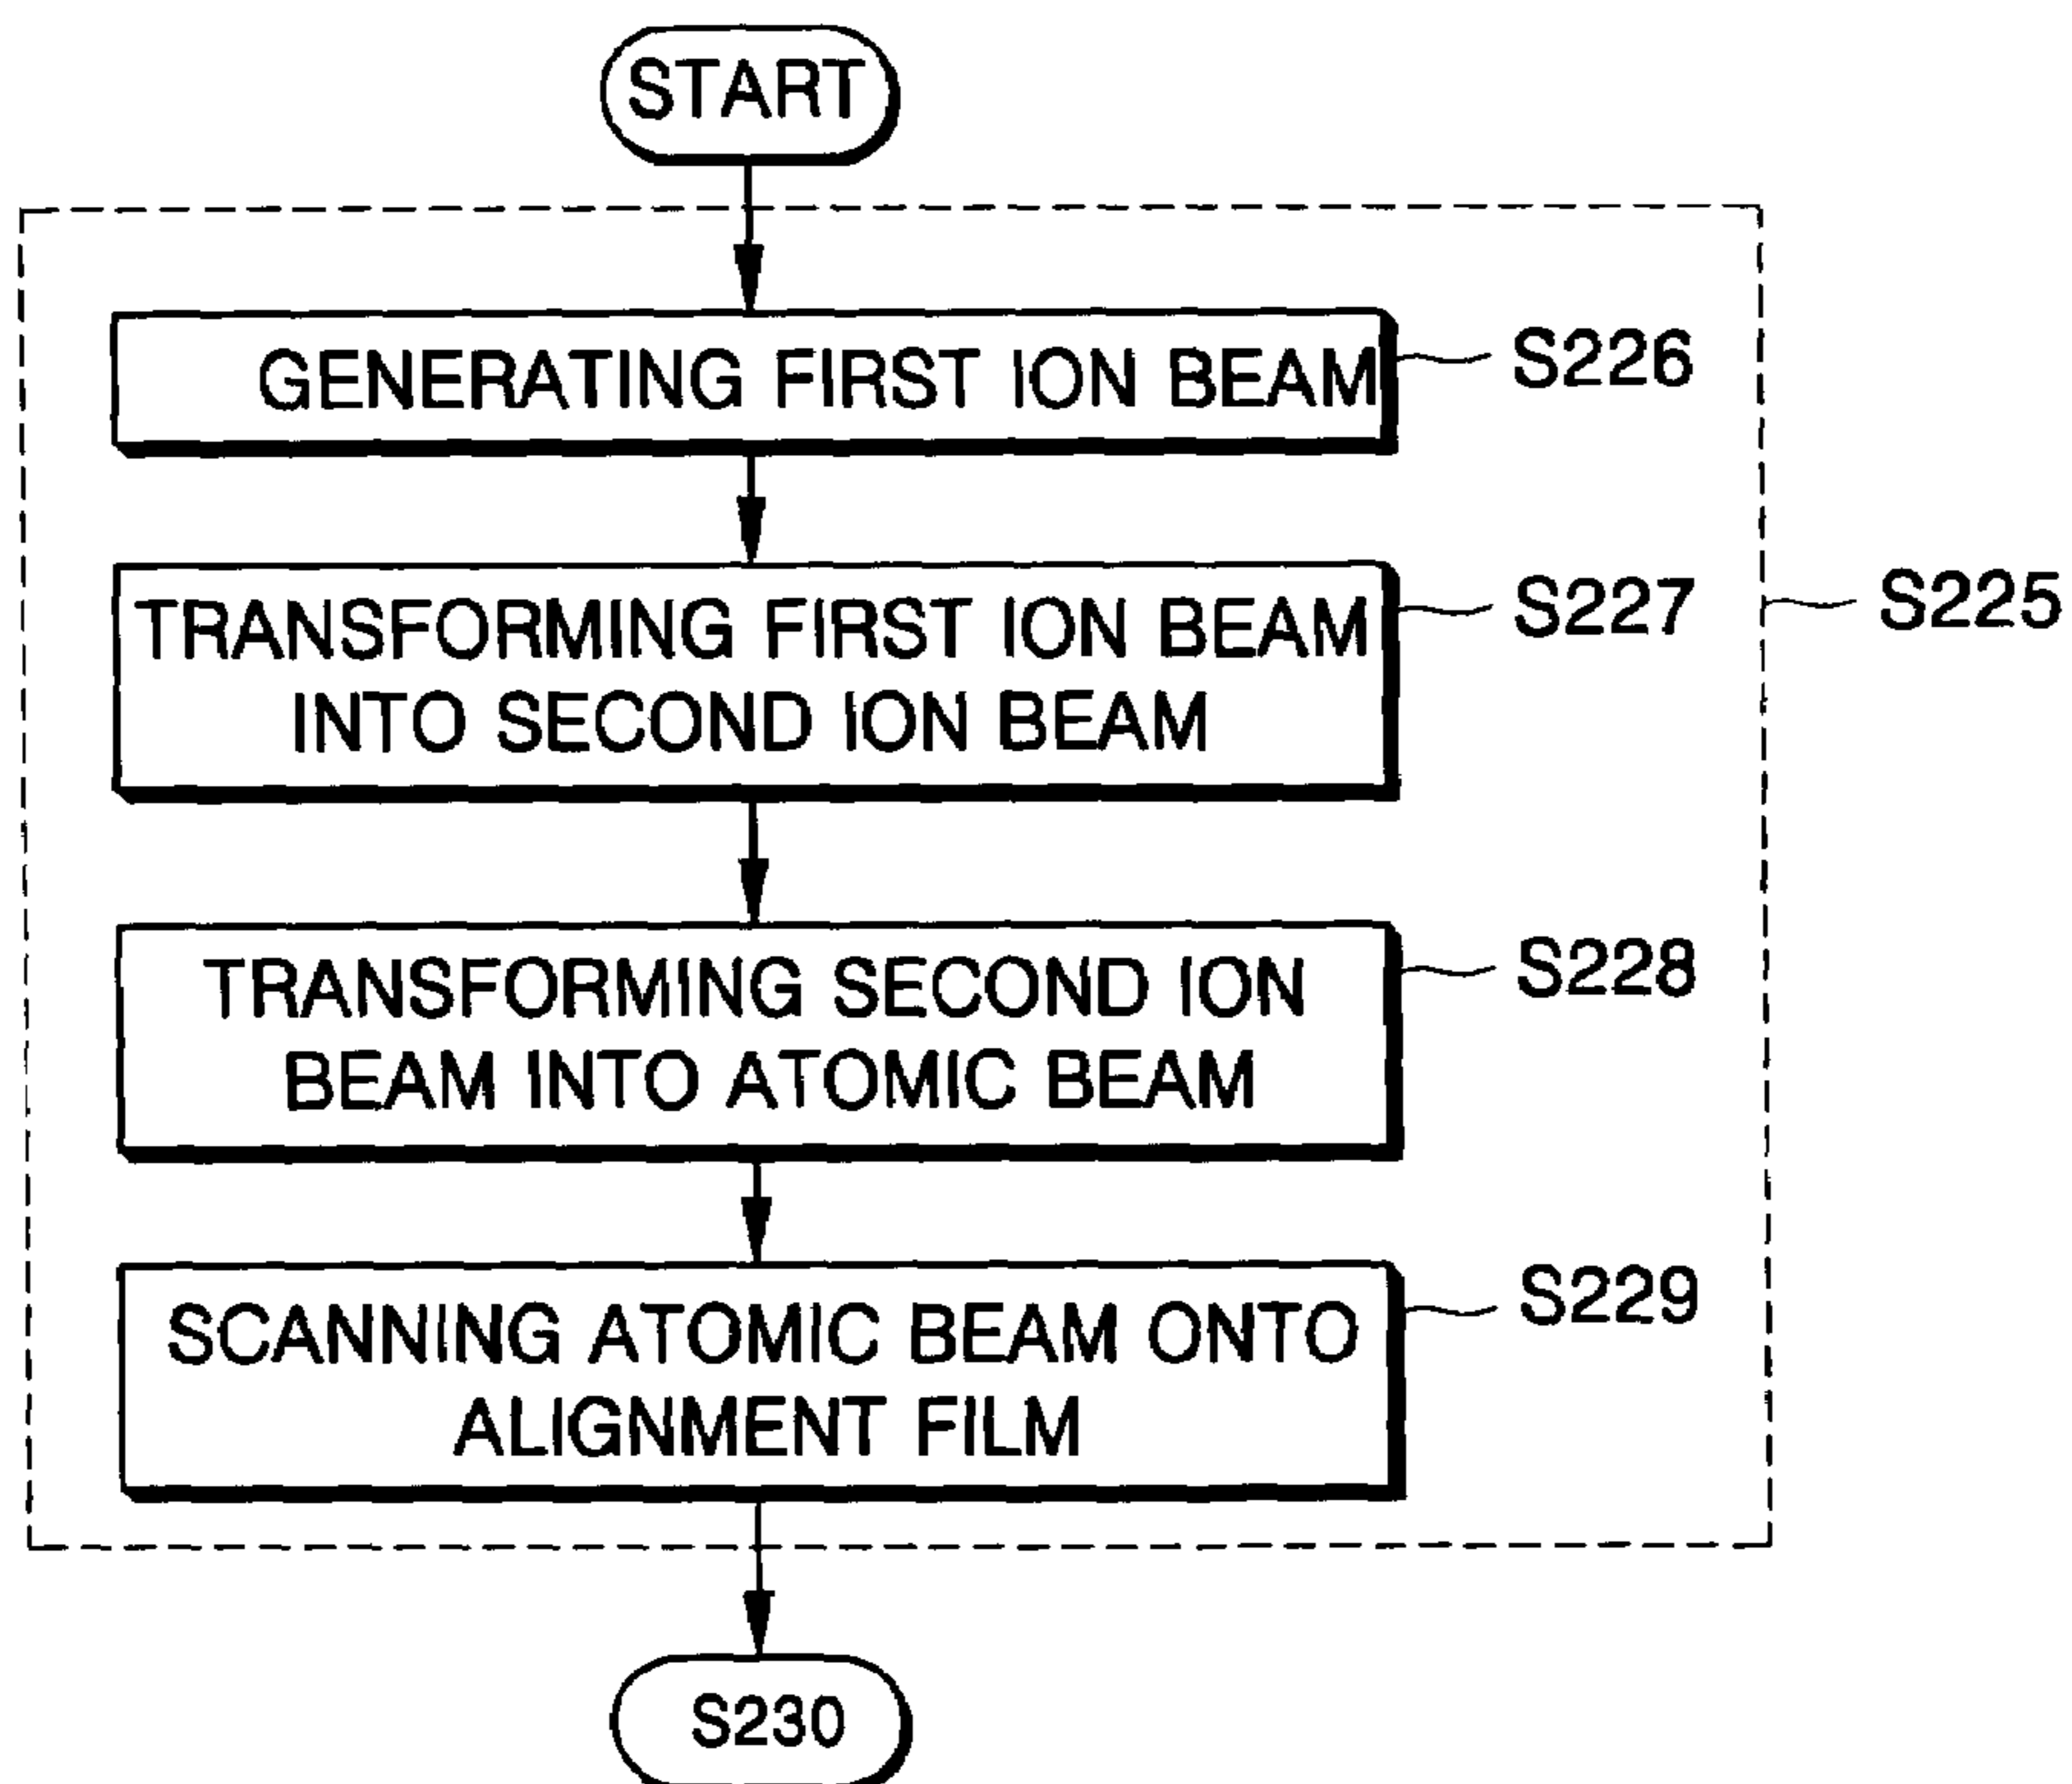 START
GENERATING FIRST ION BEAM
S226
TRANSFORMING FIRST ION BEAM
INTO SECOND ION BEAM
S227
S225
TRANSFORMING SECOND ION
BEAM INTO ATOMIC BEAM
S228
SCANNING ATOMIC BEAM ONTO
ALIGNMENT FILM
S229
S230